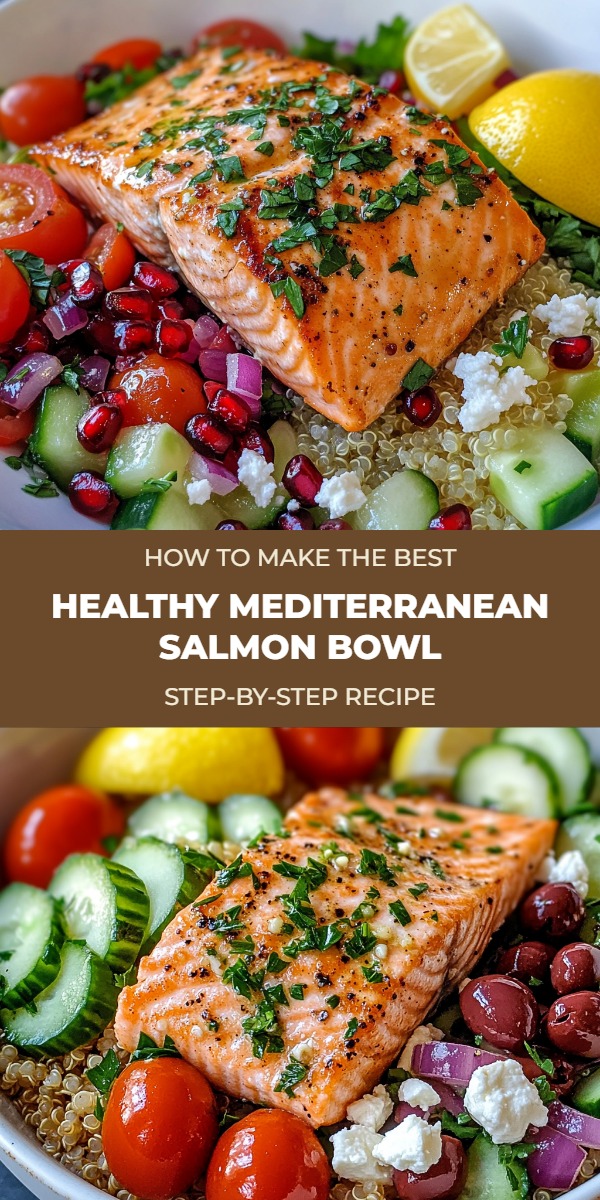 HOW TO MAKE THE BEST
HEALTHY MEDITERRANEAN
SALMON BOWL
STEP-BY-STEP RECIPE